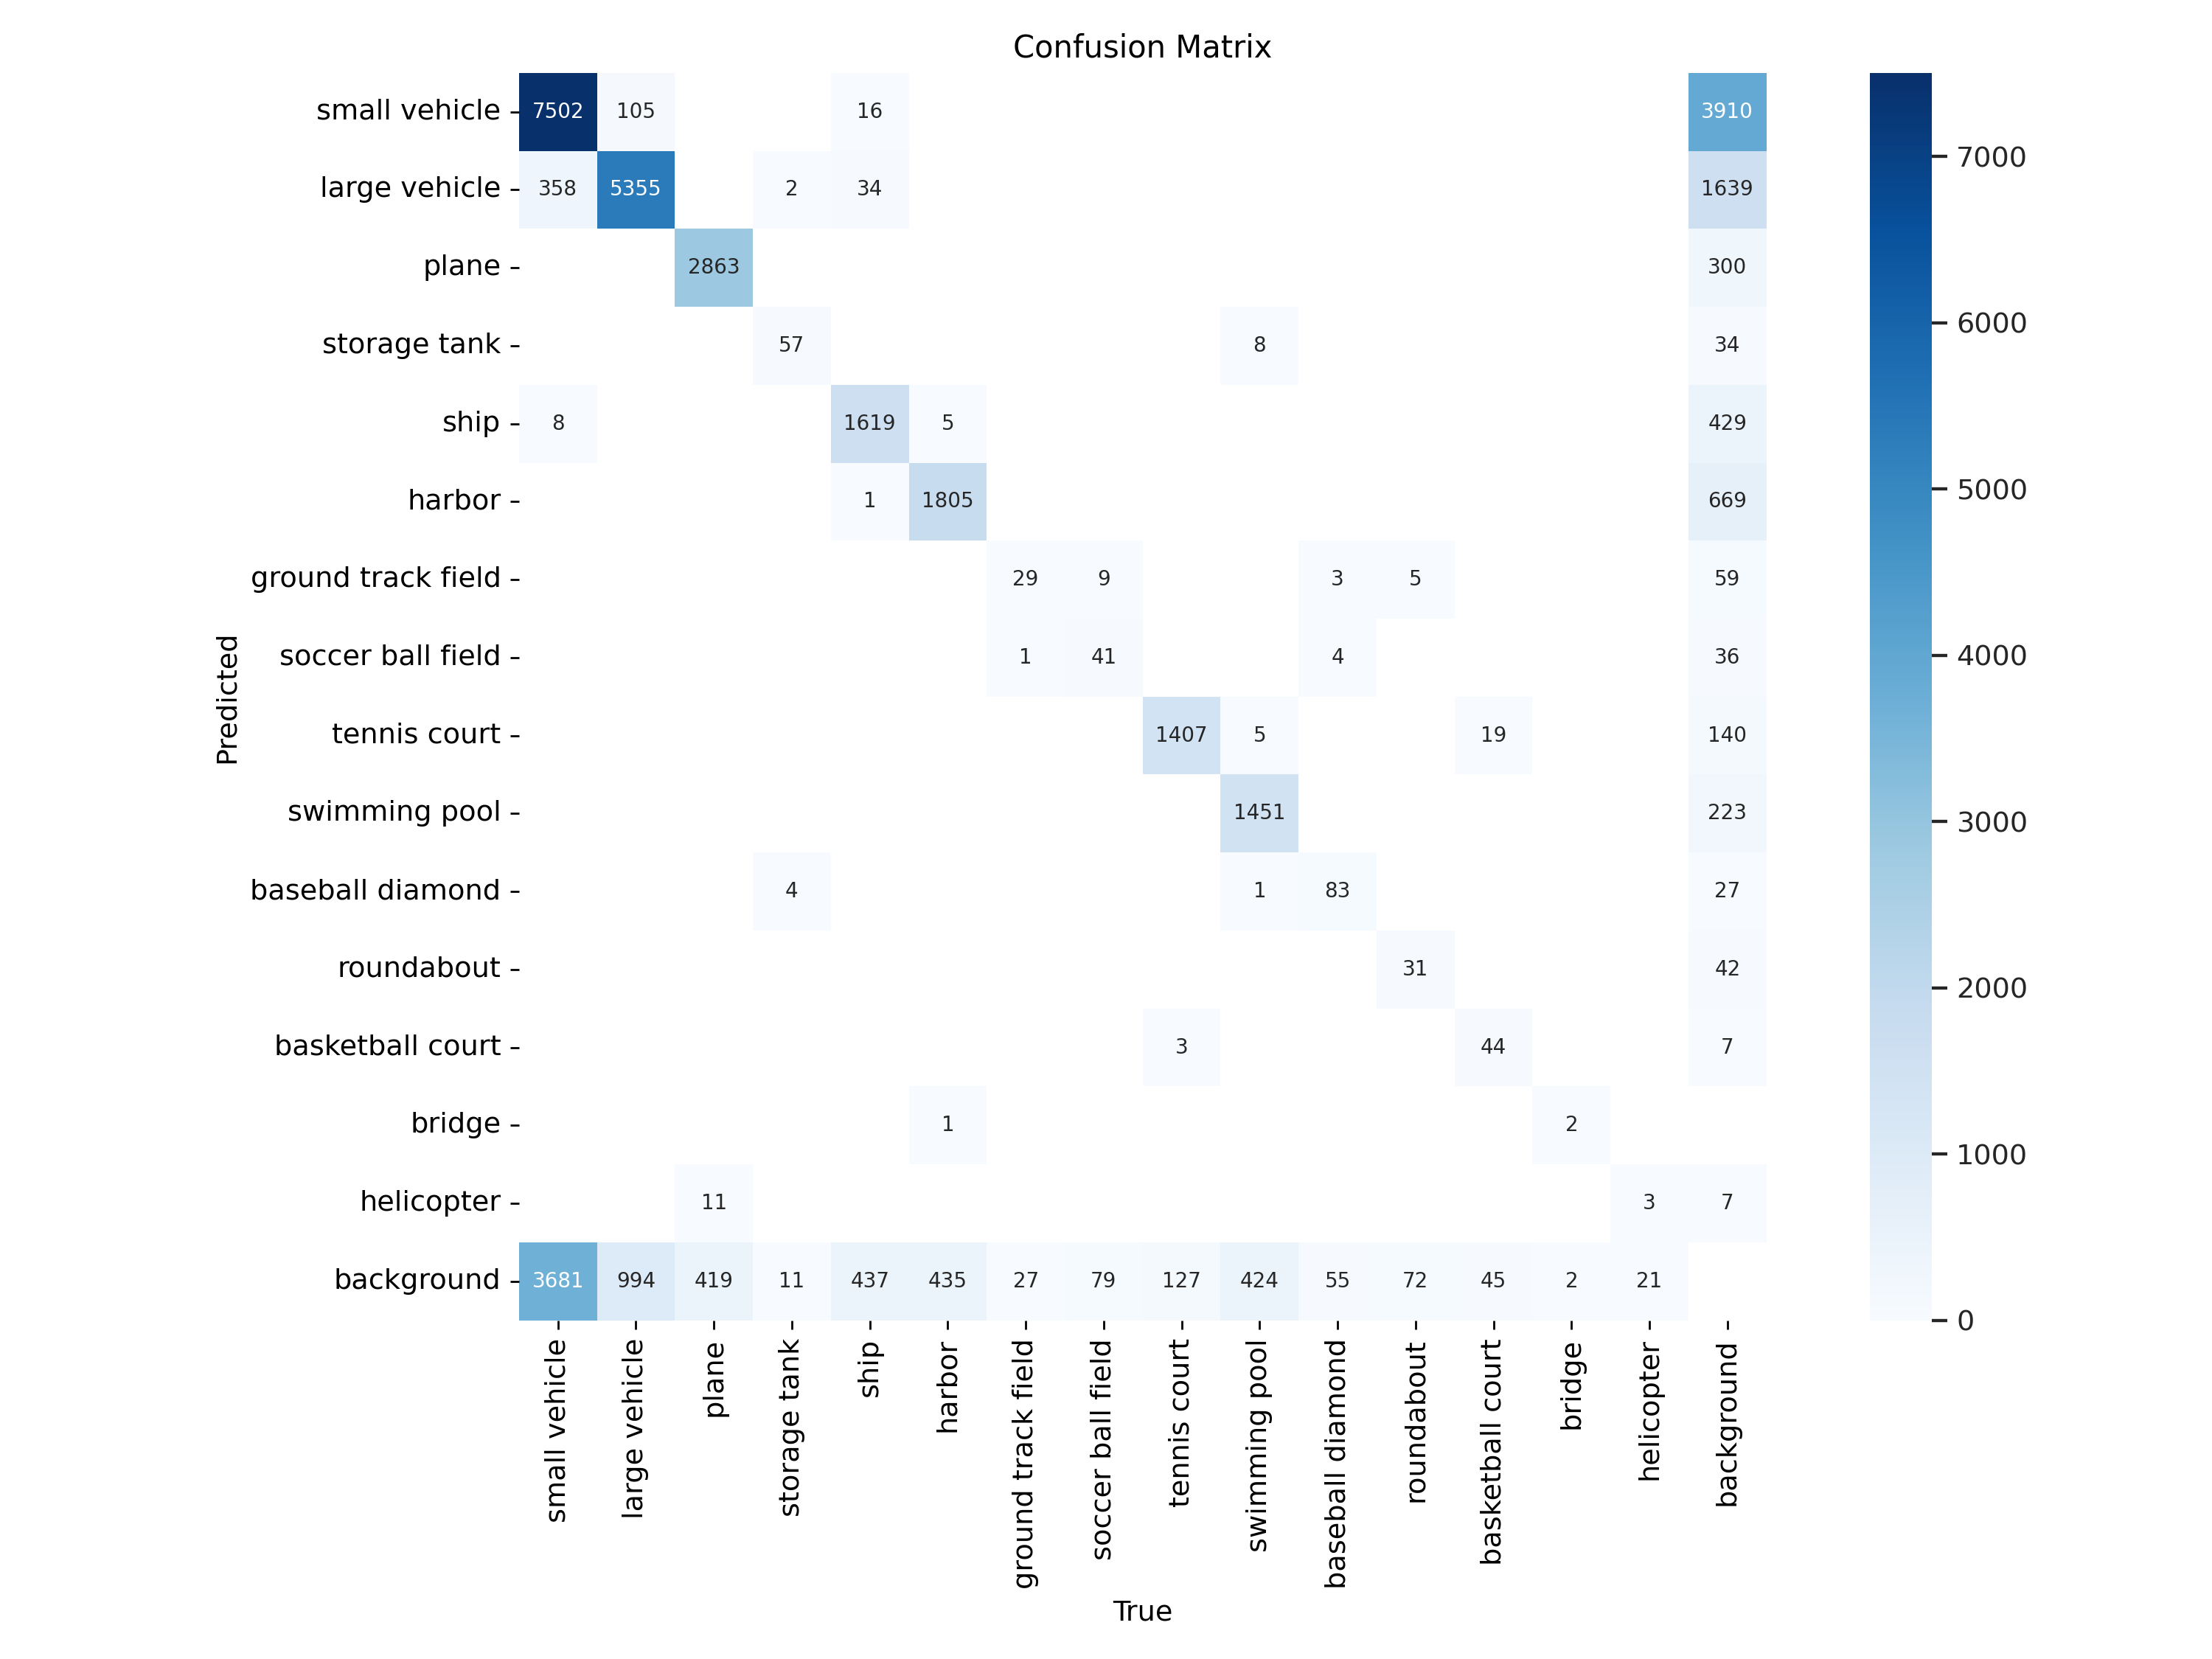 Confusion Matrix
small vehicle 7502 105 16 3910
large vehicle 358 5355 2 34 1639
plane 2863 300
storage tank 57 8 34
ship 8 1619 5 429
harbor 1 1805 669
ground track field 29 9 3 5 59
soccer ball field 1 41 4 36
tennis court 1407 5 19 140
swimming pool 1451 223
baseball diamond 4 1 83 27
roundabout 31 42
basketball court 3 44 7
bridge 1 2
helicopter 11 3 7
background 3681 994 419 11 437 435 27 79 127 424 55 72 45 2 21
Predicted
small vehicle
large vehicle
plane
storage tank
ship
harbor
ground track field
soccer ball field
tennis court
swimming pool
baseball diamond
roundabout
basketball court
bridge
helicopter
background
True
7000
6000
5000
4000
3000
2000
1000
0